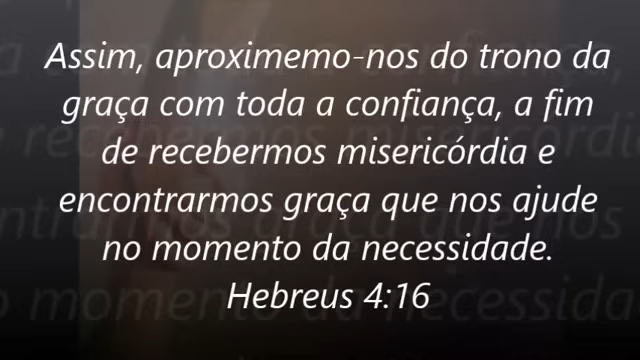 Assim, aproximemo-nos do trono da
graça com toda a confiança, a fim
de recebermos misericórdia e
encontrarmos graça que nos ajude
no momento da necessidade.
Hebreus 4:16